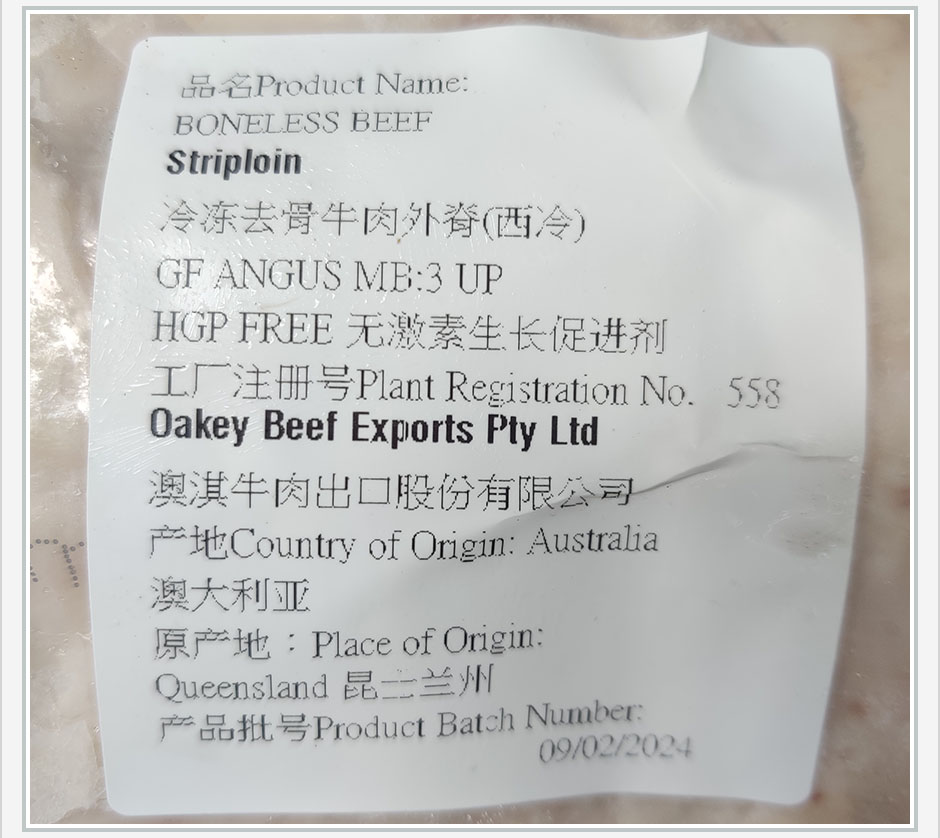 品名Product Name:
BONELESS BEEF
Striploin
冷冻去骨牛肉外脊(西冷)
GF ANGUS MB:3 UP
HGP FREE 无激素生长促进剂
工厂注册号Plant Registration No. 558
Oakey Beef Exports Pty Ltd
澳淇牛肉出口股份有限公司
产地Country of Origin: Australia
澳大利亚
原产地：Place of Origin:
Queensland 昆士兰州
产品批号Product Batch Number:
09/02/2024